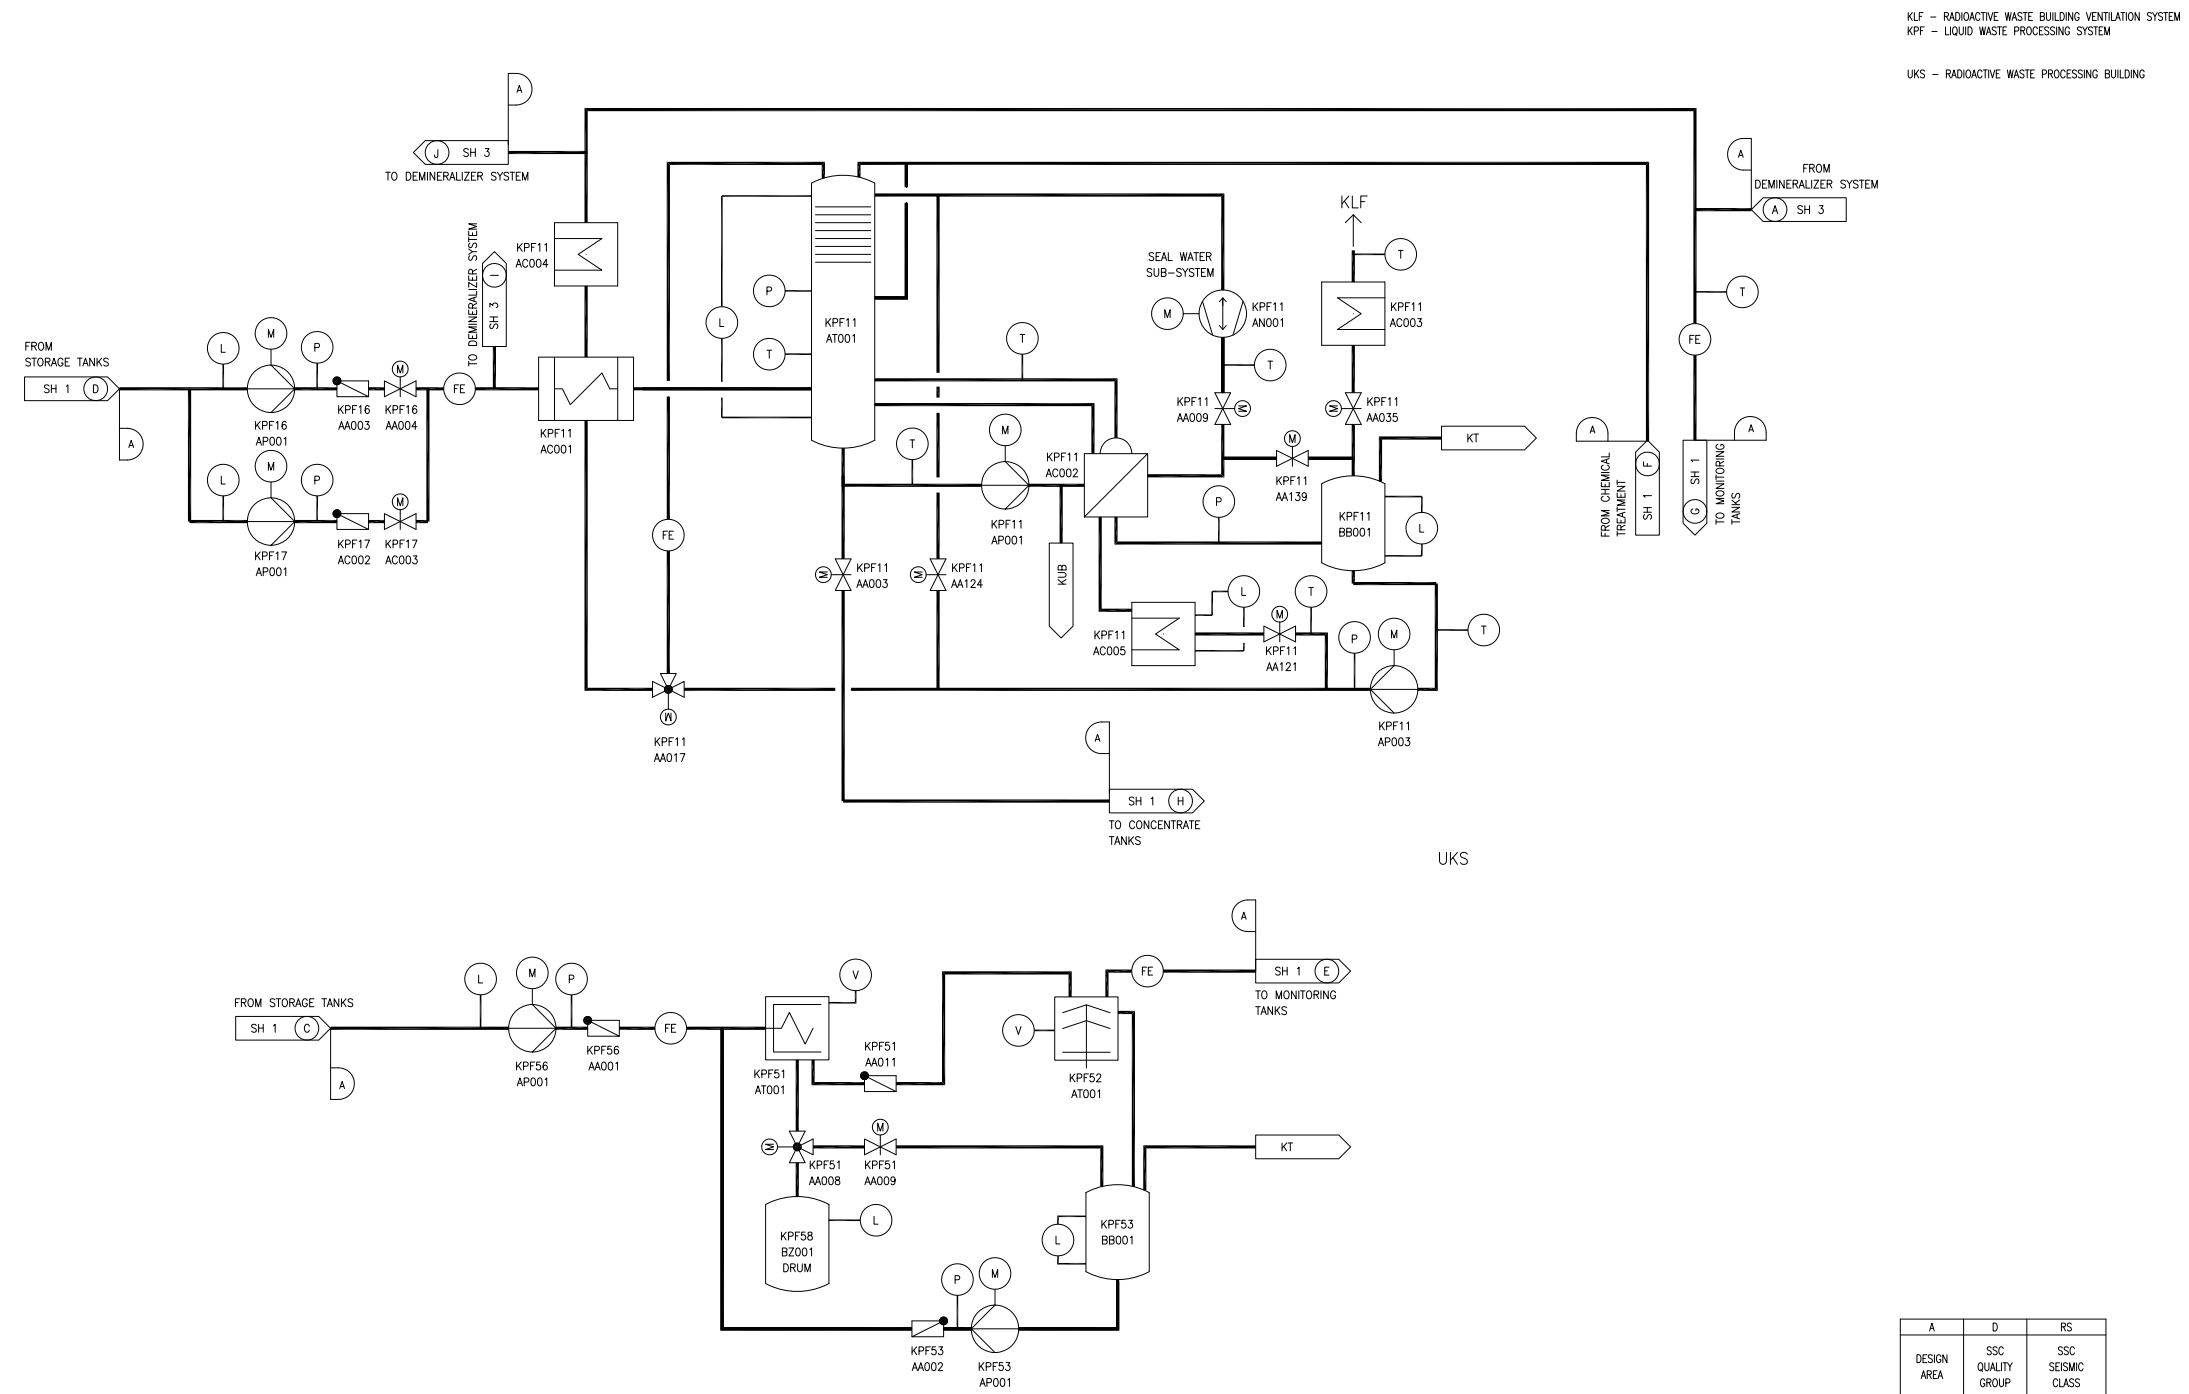 KLF – RADIOACTIVE WASTE BUILDING VENTILATION SYSTEM
KPF – LIQUID WASTE PROCESSING SYSTEM
UKS – RADIOACTIVE WASTE PROCESSING BUILDING
A
J SH 3
TO DEMINERALIZER SYSTEM
A
FROM
DEMINERALIZER SYSTEM
A SH 3
KLF
T
KPF11
AC004
TO DEMINERALIZER SYSTEM
SH 3 I
SEAL WATER
SUB-SYSTEM
P
L
T
KPF11
AT001
M
KPF11
AN001
KPF11
AC003
T
T
T
FE
FROM
STORAGE TANKS
SH 1 D
A
L
M
P
M
KPF16
AP001
KPF16
AA003
KPF16
AA004
FE
KPF11
AC001
L
M
P
M
KPF17
AP001
KPF17
AC002
KPF17
AC003
KPF11
AA009
M
M
KPF11
AA035
T
M
KPF11
AC002
KPF11
AP001
M
KPF11
AA139
KT
P
KPF11
BB001
L
A
FROM CHEMICAL
TREATMENT
SH 1 F
A
G SH 1
TO MONITORING
TANKS
FE
M
KPF11
AA003
M
KPF11
AA124
KUB
L
M
T
KPF11
AC005
KPF11
AA121
P
M
T
M
KPF11
AA017
KPF11
AP003
A
SH 1 H
TO CONCENTRATE
TANKS
UKS
FROM STORAGE TANKS
SH 1 C
A
L
M
P
KPF56
AP001
KPF56
AA001
FE
V
KPF51
AT001
KPF51
AA011
V
KPF52
AT001
FE
A
SH 1 E
TO MONITORING
TANKS
M
M
KPF51
AA008
KPF51
AA009
KT
KPF58
BZ001
DRUM
L
L
KPF53
BB001
P
M
KPF53
AA002
KPF53
AP001
A D RS
DESIGN
AREA
SSC
QUALITY
GROUP
SSC
SEISMIC
CLASS